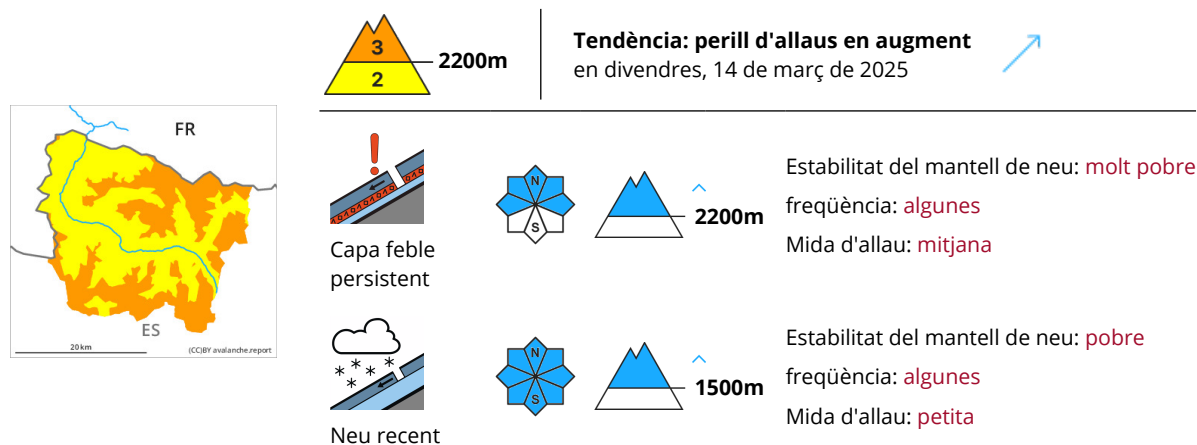 3
2
2200m
Tendència: perill d'allaus en augment
en divendres, 14 de març de 2025
FR
ES
20 km
(CC)BY avalanche.report
Capa feble
persistent
N
S
2200m
Estabilitat del mantell de neu: molt pobre
freqüència: algunes
Mida d'allau: mitjana
Neu recent
N
S
1500m
Estabilitat del mantell de neu: pobre
freqüència: algunes
Mida d'allau: petita